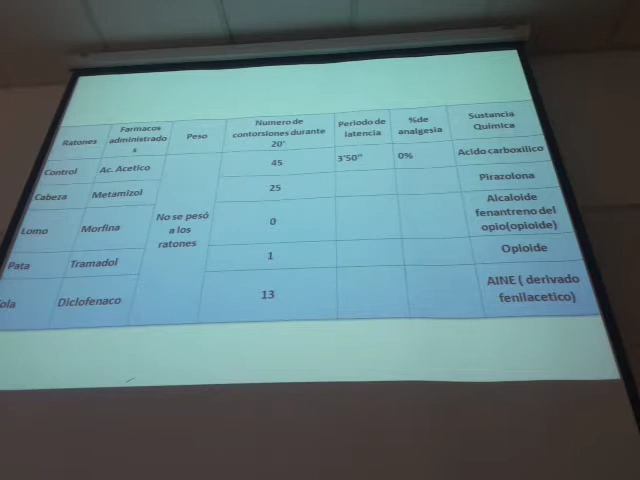 Ratones
Farmacos
administrado
s
Peso
Numero de
contorsiones durante
20'
Periodo de
latencia
%de
analgesia
Sustancia
Quimica
Control
Ac. Acetico
No se pesó
a los
ratones
45
3'50''
0%
Acido carboxilico
Cabeza
Metamizol
25
Pirazolona
Lomo
Morfina
0
Alcaloide
fenantreno del
opio(opioide)
Pata
Tramadol
1
Opioide
ola
Diclofenaco
13
AINE ( derivado
fenilacetico)